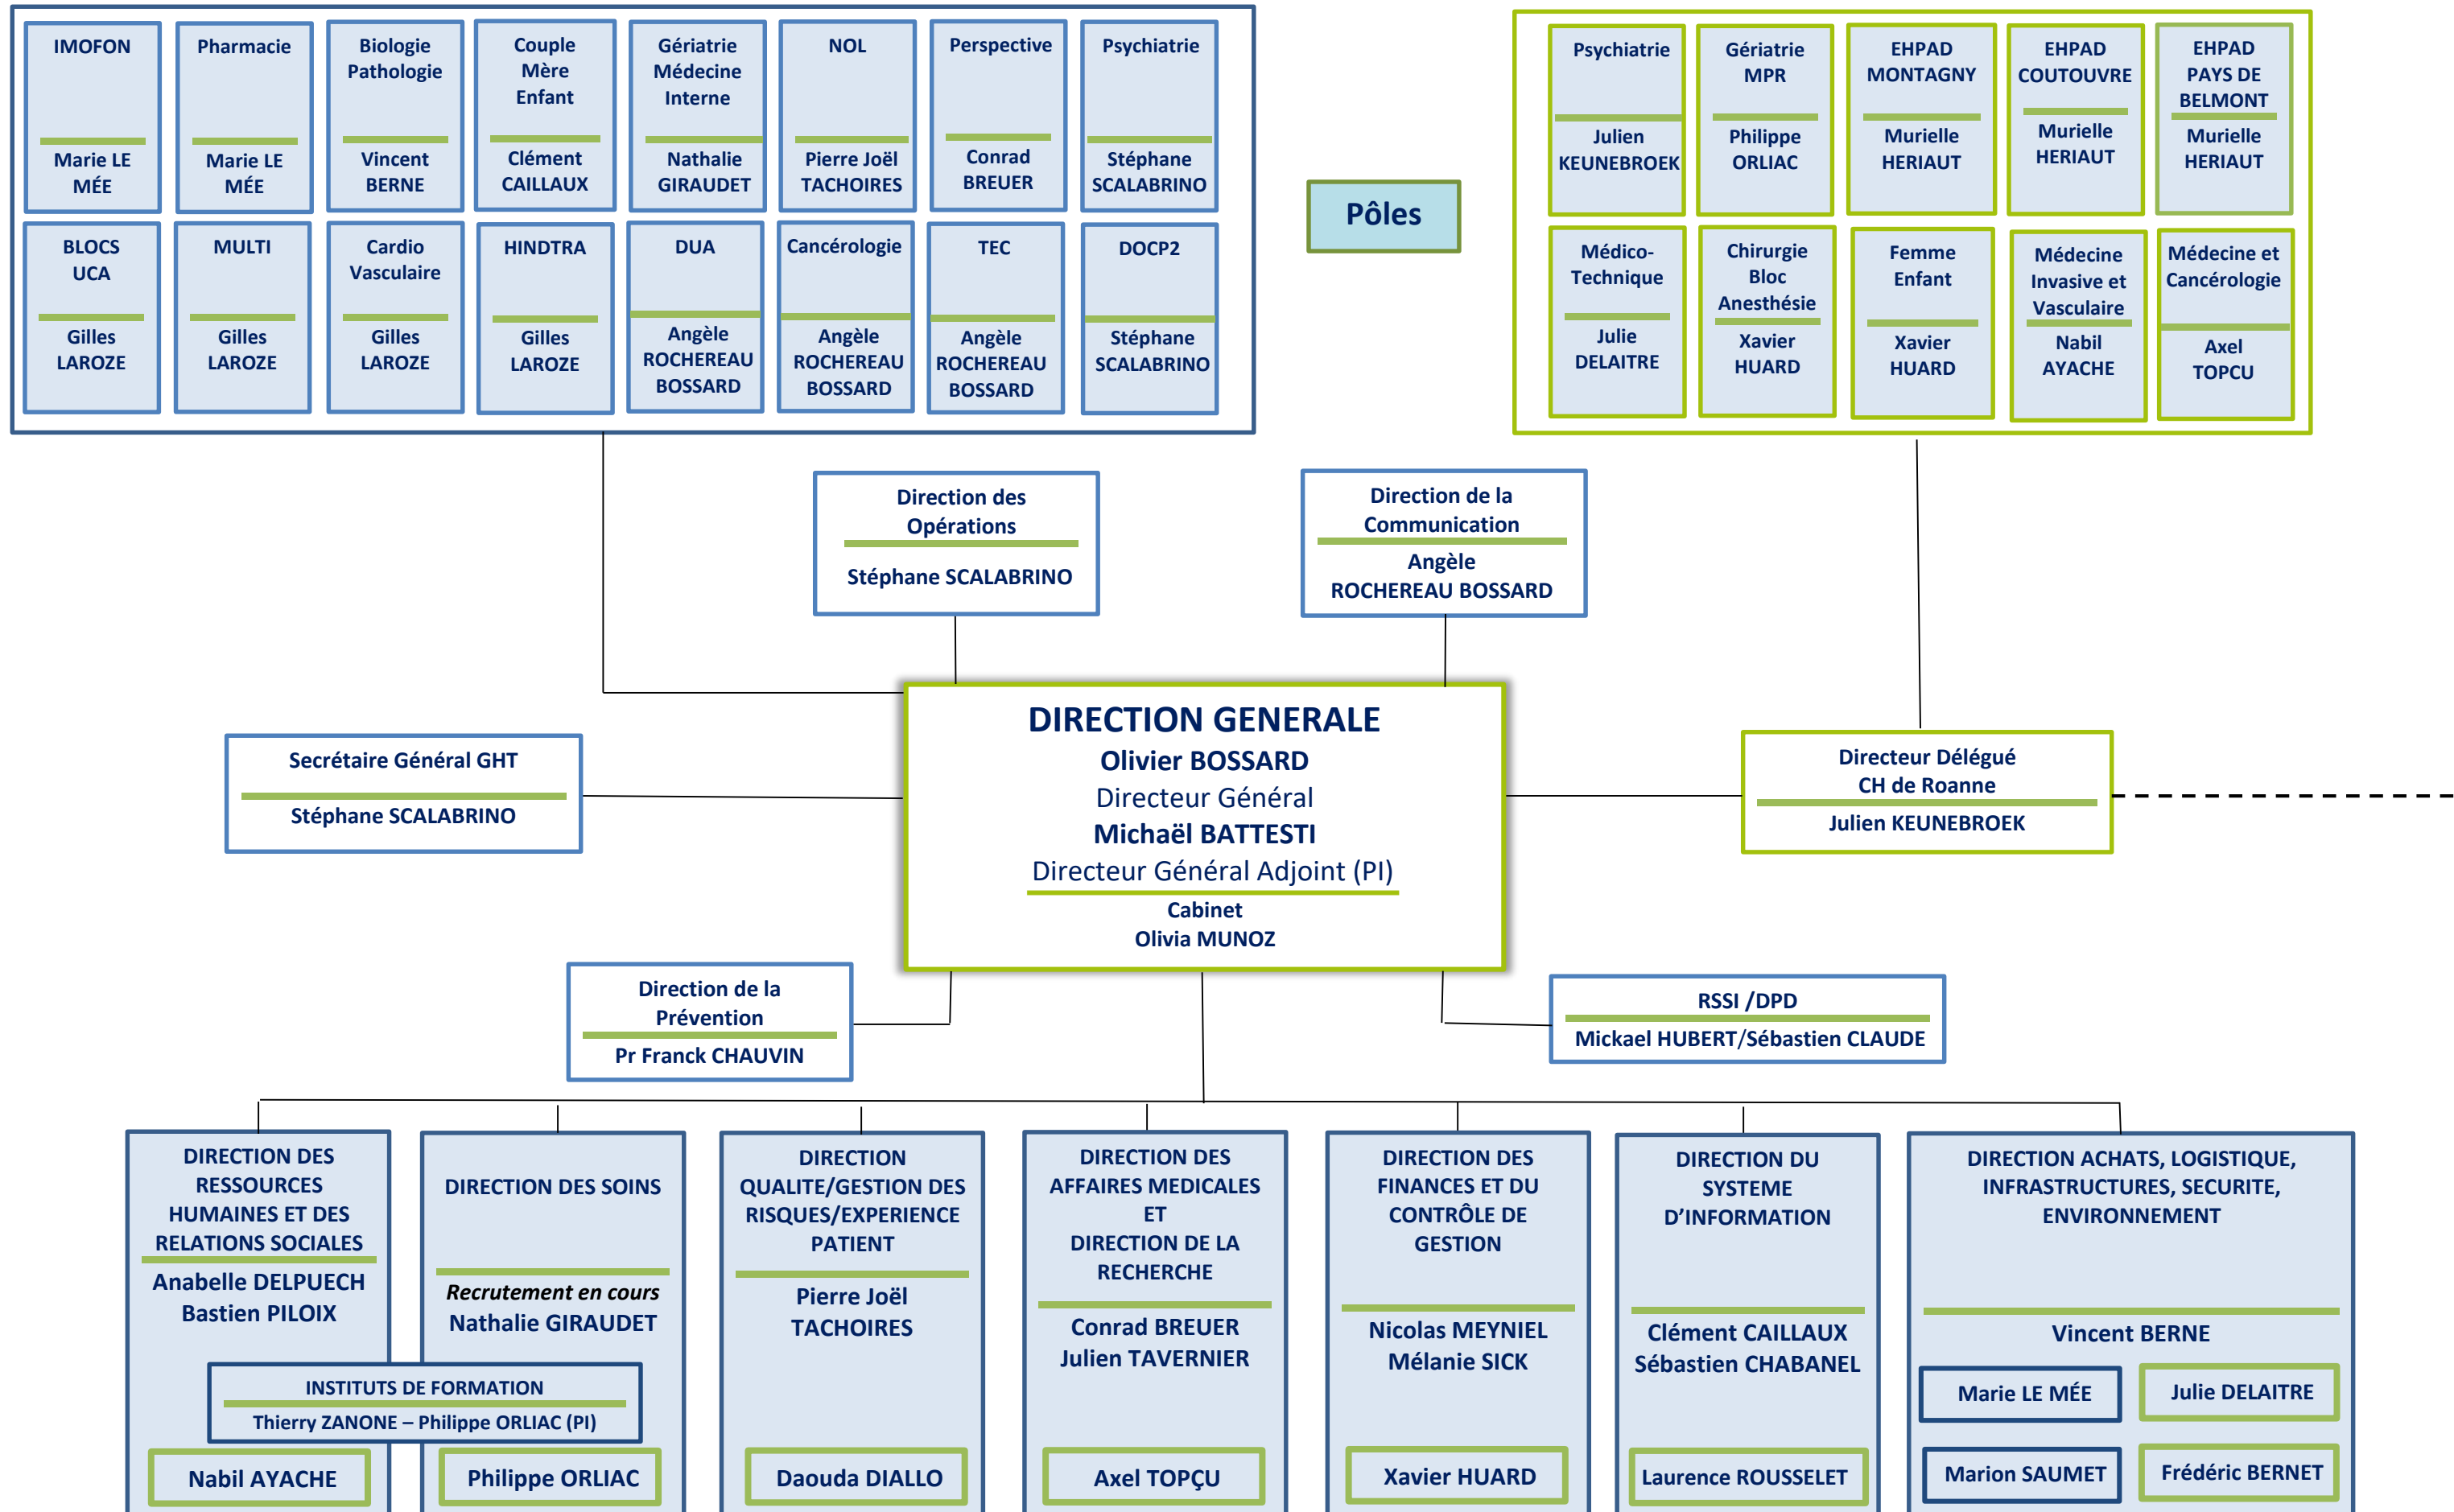 IMOFON
Marie LE
MÉE
Pharmacie
Marie LE
MÉE
Biologie
Pathologie
Vincent
BERNE
Couple
Mère
Enfant
Clément
CAILLAUX
Gériatrie
Médecine
Interne
Nathalie
GIRAUDET
NOL
Pierre Joël
TACHOIRES
Perspective
Conrad
BREUER
Psychiatrie
Stéphane
SCALABRINO
BLOCS
UCA
Gilles
LAROZE
MULTI
Gilles
LAROZE
Cardio
Vasculaire
Gilles
LAROZE
HINDTRA
Gilles
LAROZE
DUA
Angèle
ROCHEREAU
BOSSARD
Cancérologie
Angèle
ROCHEREAU
BOSSARD
TEC
Angèle
ROCHEREAU
BOSSARD
DOCP2
Stéphane
SCALABRINO
Pôles
Psychiatrie
Julien
KEUNEBROEK
Gériatrie
MPR
Philippe
ORLIAC
EHPAD
MONTAGNY
Murielle
HERIAUT
EHPAD
COUTOUVRE
Murielle
HERIAUT
EHPAD
PAYS DE
BELMONT
Murielle
HERIAUT
Médico-
Technique
Julie
DELAITRE
Chirurgie
Bloc
Anesthésie
Xavier
HUARD
Femme
Enfant
Xavier
HUARD
Médecine
Invasive et
Vasculaire
Nabil
AYACHE
Médecine et
Cancérologie
Axel
TOPCU
Direction des
Opérations
Stéphane SCALABRINO
Direction de la
Communication
Angèle
ROCHEREAU BOSSARD
Secrétaire Général GHT
Stéphane SCALABRINO
DIRECTION GENERALE
Olivier BOSSARD
Directeur Général
Michaël BATTESTI
Directeur Général Adjoint (PI)
Cabinet
Olivia MUNOZ
Directeur Délégué
CH de Roanne
Julien KEUNEBROEK
Direction de la
Prévention
Pr Franck CHAUVIN
RSSI /DPD
Mickael HUBERT/Sébastien CLAUDE
DIRECTION DES
RESSOURCES
HUMAINES ET DES
RELATIONS SOCIALES
Anabelle DELPUECH
Bastien PILOIX
DIRECTION DES SOINS
Recrutement en cours
Nathalie GIRAUDET
INSTITUTS DE FORMATION
Thierry ZANONE – Philippe ORLIAC (PI)
Nabil AYACHE
Philippe ORLIAC
DIRECTION
QUALITE/GESTION DES
RISQUES/EXPERIENCE
PATIENT
Pierre Joël
TACHOIRES
Daouda DIALLO
DIRECTION DES
AFFAIRES MEDICALES
ET
DIRECTION DE LA
RECHERCHE
Conrad BREUER
Julien TAVERNIER
Axel TOPÇU
DIRECTION DES
FINANCES ET DU
CONTRÔLE DE
GESTION
Nicolas MEYNIEL
Mélanie SICK
Xavier HUARD
DIRECTION DU
SYSTEME
D’INFORMATION
Clément CAILLAUX
Sébastien CHABANEL
Laurence ROUSSELET
DIRECTION ACHATS, LOGISTIQUE,
INFRASTRUCTURES, SECURITE,
ENVIRONNEMENT
Vincent BERNE
Marie LE MÉE
Julie DELAITRE
Marion SAUMET
Frédéric BERNET